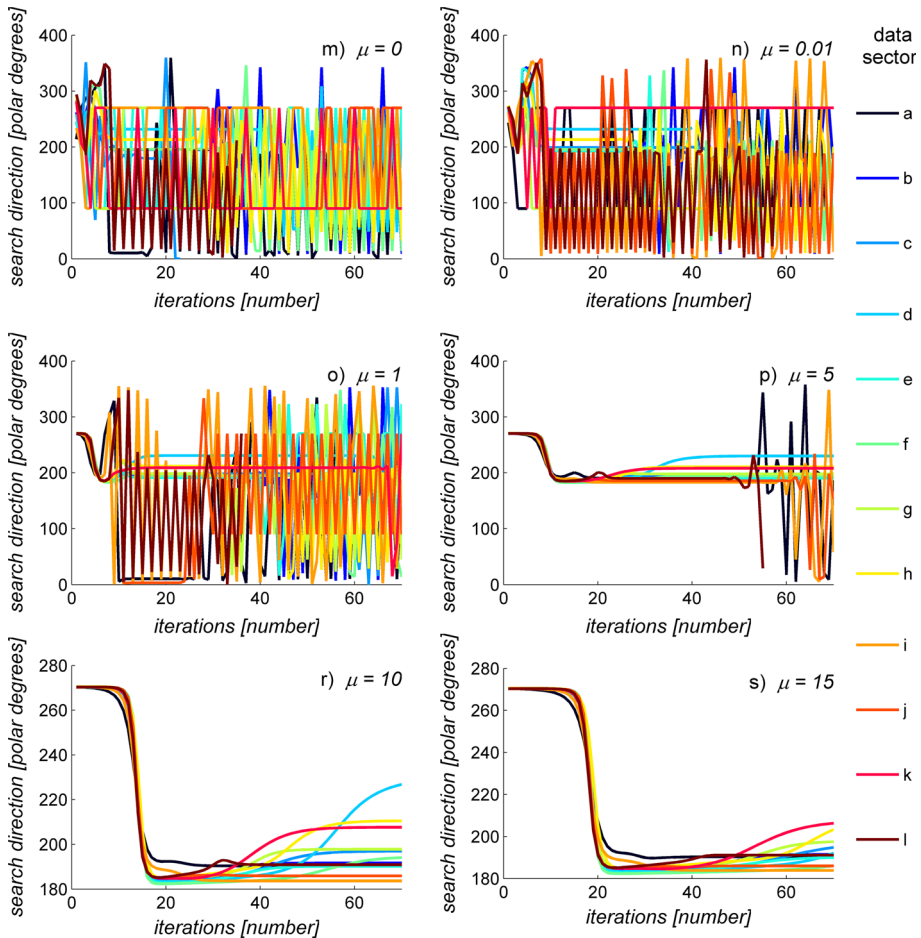 m) μ = 0
search direction [polar degrees]
400
300
200
100
0
0 20 40 60
iterations [number]
n) μ = 0.01
search direction [polar degrees]
400
300
200
100
0
0 20 40 60
iterations [number]
o) μ = 1
search direction [polar degrees]
400
300
200
100
0
0 20 40 60
iterations [number]
p) μ = 5
search direction [polar degrees]
400
300
200
100
0
0 20 40 60
iterations [number]
r) μ = 10
search direction [polar degrees]
280
260
240
220
200
180
0 20 40 60
iterations [number]
s) μ = 15
search direction [polar degrees]
280
260
240
220
200
180
0 20 40 60
iterations [number]
data
sector
a
b
c
d
e
f
g
h
i
j
k
l